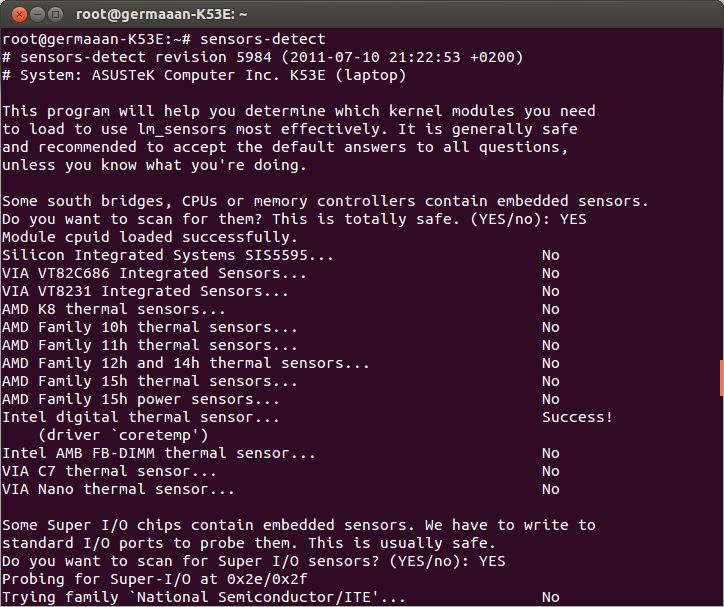 root@germaaan-K53E: ~
root@germaaan-K53E:~# sensors-detect
# sensors-detect revision 5984 (2011-07-10 21:22:53 +0200)
# System: ASUSTeK Computer Inc. K53E (laptop)
This program will help you determine which kernel modules you need
to load to use lm_sensors most effectively. It is generally safe
and recommended to accept the default answers to all questions,
unless you know what you're doing.
Some south bridges, CPUs or memory controllers contain embedded sensors.
Do you want to scan for them? This is totally safe. (YES/no): YES
Module cpuid loaded successfully.
Silicon Integrated Systems SIS5595... No
VIA VT82C686 Integrated Sensors... No
VIA VT8231 Integrated Sensors... No
AMD K8 thermal sensors... No
AMD Family 10h thermal sensors... No
AMD Family 11h thermal sensors... No
AMD Family 12h and 14h thermal sensors... No
AMD Family 15h thermal sensors... No
AMD Family 15h power sensors... No
Intel digital thermal sensor... Success!
(driver `coretemp')
Intel AMB FB-DIMM thermal sensor... No
VIA C7 thermal sensor... No
VIA Nano thermal sensor... No
Some Super I/O chips contain embedded sensors. We have to write to
standard I/O ports to probe them. This is usually safe.
Do you want to scan for Super I/O sensors? (YES/no): YES
Probing for Super-I/O at 0x2e/0x2f
Trying family `National Semiconductor/ITE'... No